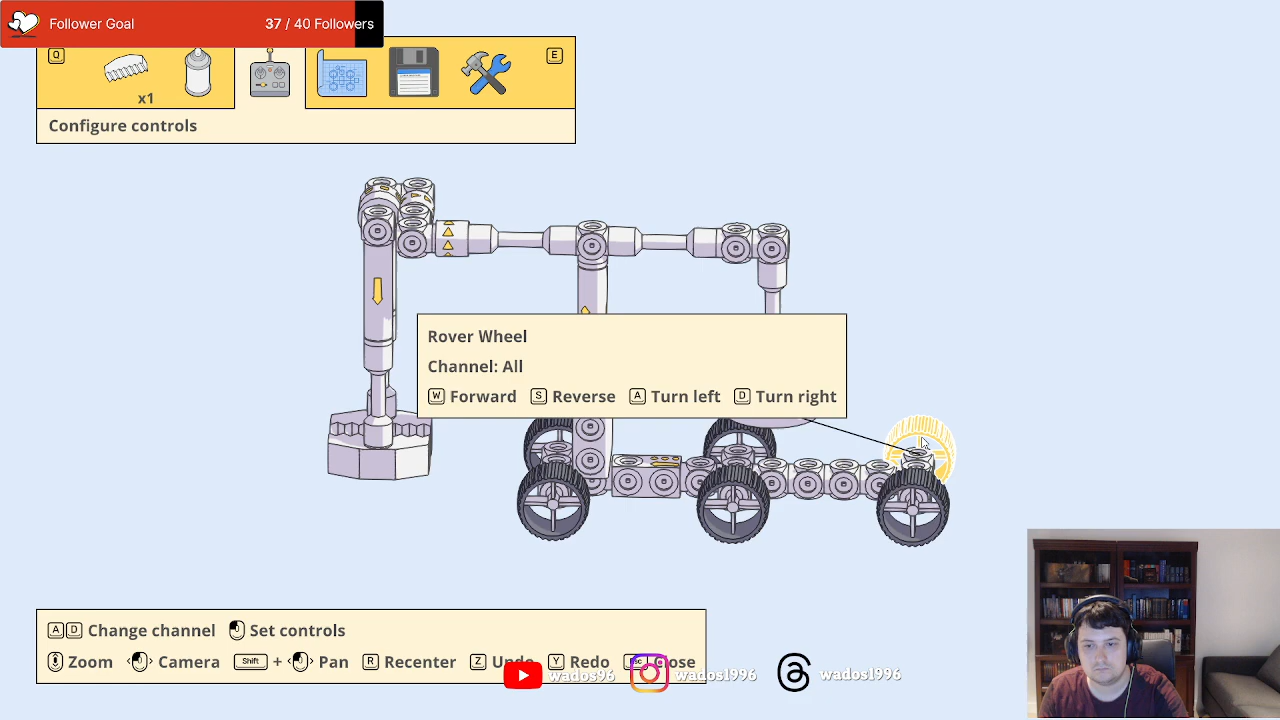 Follower Goal 37 / 40 Followers
Q E
x1
Configure controls
Rover Wheel
Channel: All
W Forward S Reverse A Turn left D Turn right
A D Change channel Set controls
Zoom Camera Shift + Pan R Recenter Z Undo Y Redo Close
wados96 wados1996 wados1996